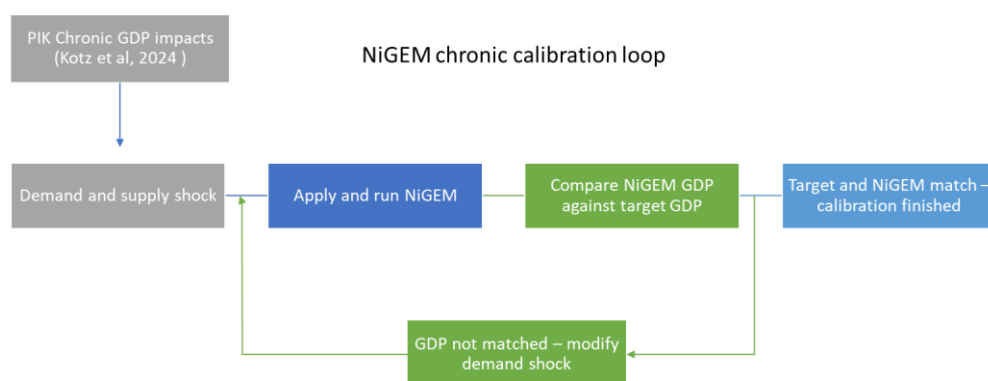 PIK Chronic GDP impacts
(Kotz et al, 2024 )
NiGEM chronic calibration loop
Demand and supply shock
Apply and run NiGEM
Compare NiGEM GDP
against target GDP
Target and NiGEM match –
calibration finished
GDP not matched – modify
demand shock